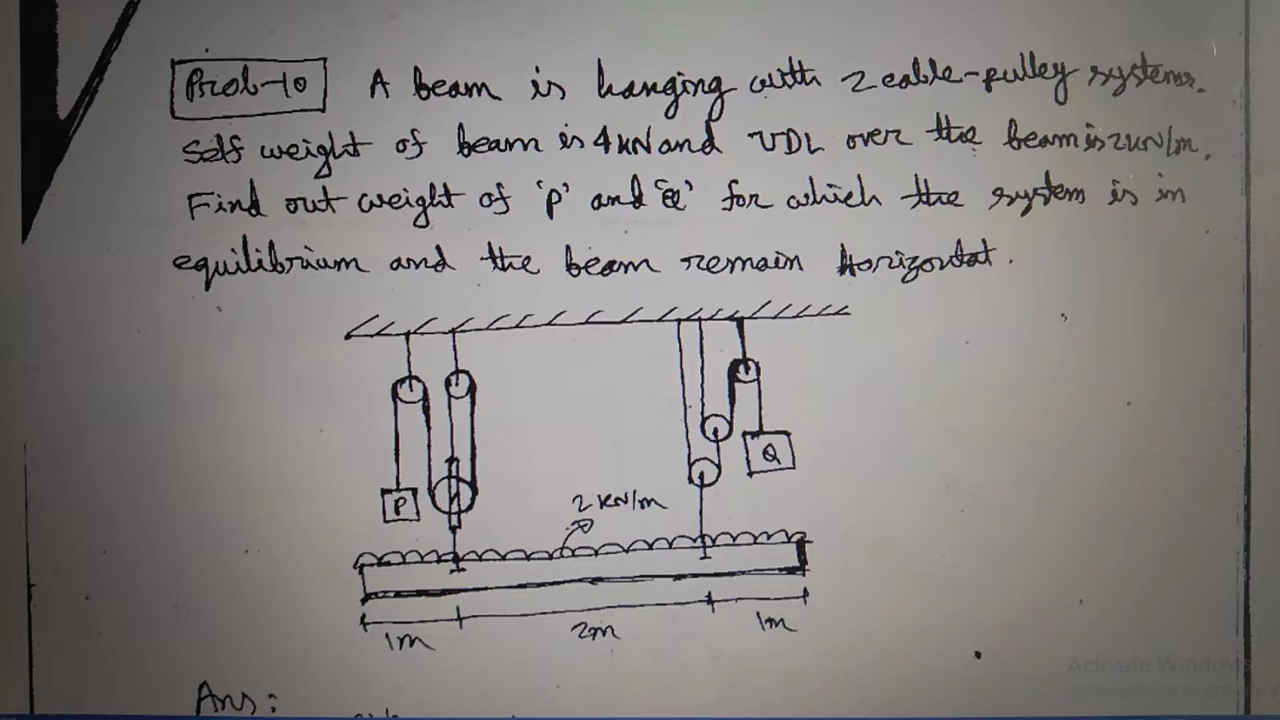 Prob-10 A beam is hanging with 2 cable-pulley systems.
Self weight of beam is 4 kN and UDL over the beam is 2 kN/m.
Find out weight of 'P' and 'Q' for which the system is in
equilibrium and the beam remain Horizontal.
Q
P
2 kN/m
1m 2m 1m
Activate Windows
Ans: